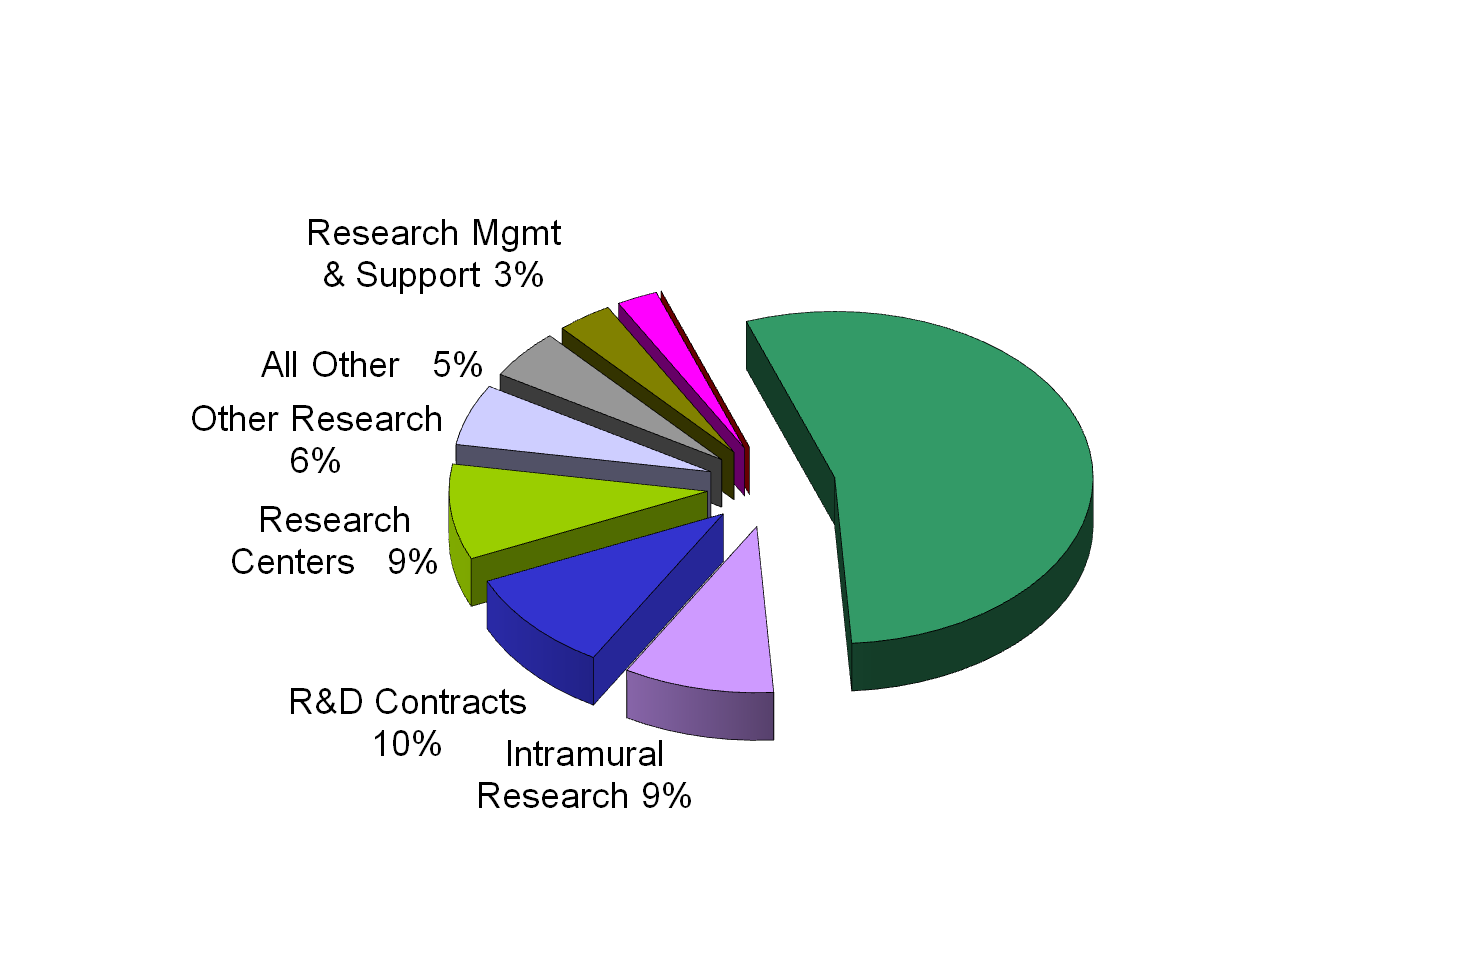 Research Mgmt
& Support 3%
All Other 5%
Other Research
6%
Research
Centers 9%
R&D Contracts
10%
Intramural
Research 9%